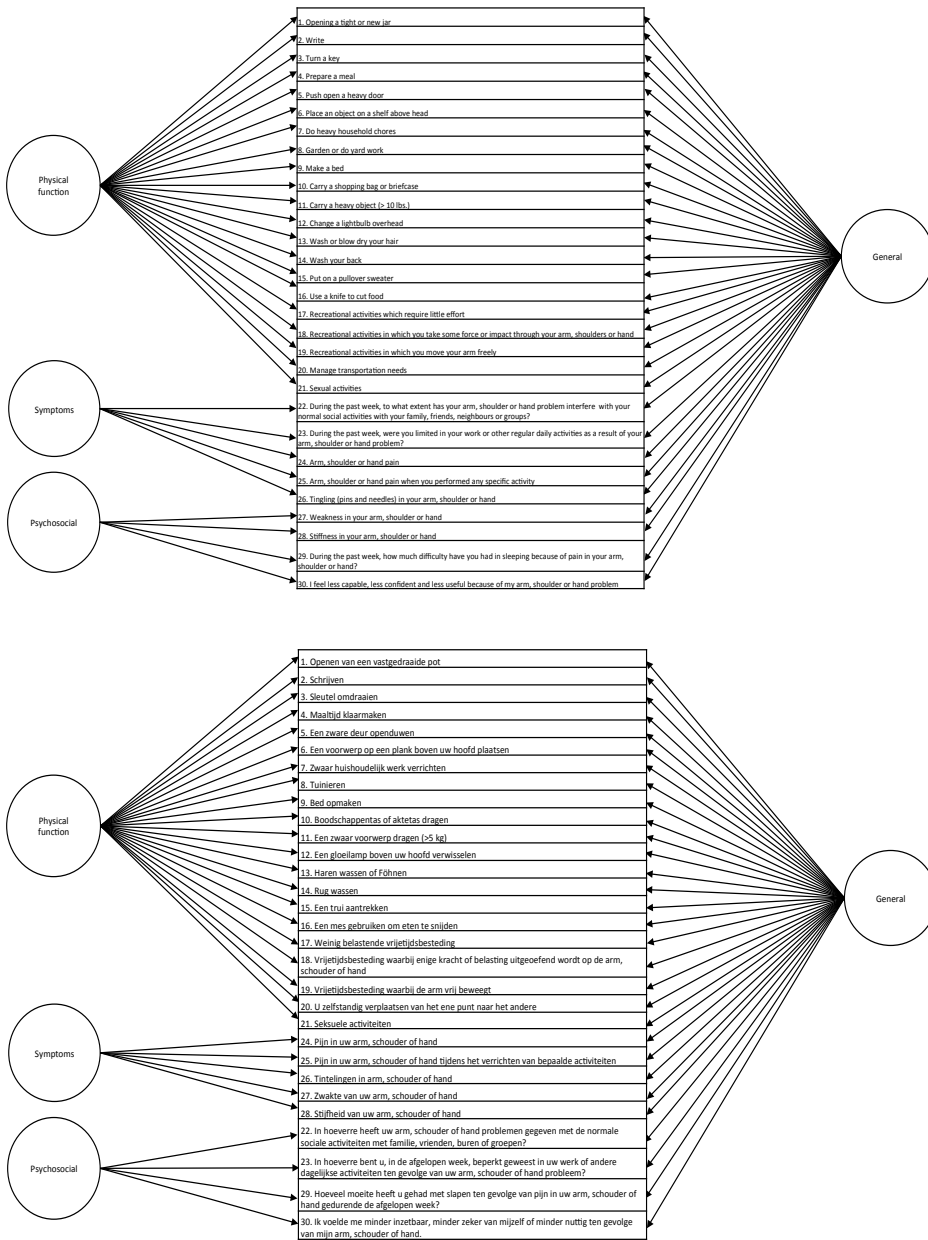 1. Opening a tight or new jar
2. Write
3. Turn a key
4. Prepare a meal
5. Push open a heavy door
6. Place an object on a shelf above head
7. Do heavy household chores
8. Garden or do yard work
9. Make a bed
10. Carry a shopping bag or briefcase
11. Carry a heavy object (> 10 lbs.)
12. Change a lightbulb overhead
13. Wash or blow dry your hair
14. Wash your back
15. Put on a pullover sweater
16. Use a knife to cut food
17. Recreational activities which require little effort
18. Recreational activities in which you take some force or impact through your arm, shoulders or hand
19. Recreational activities in which you move your arm freely
20. Manage transportation needs
21. Sexual activities
22. During the past week, to what extent has your arm, shoulder or hand problem interfere with your
normal social activities with your family, friends, neighbours or groups?
23. During the past week, were you limited in your work or other regular daily activities as a result of your
arm, shoulder or hand problem?
24. Arm, shoulder or hand pain
25. Arm, shoulder or hand pain when you performed any specific activity
26. Tingling (pins and needles) in your arm, shoulder or hand
27. Weakness in your arm, shoulder or hand
28. Stiffness in your arm, shoulder or hand
29. During the past week, how much difficulty have you had in sleeping because of pain in your arm,
shoulder or hand?
30. I feel less capable, less confident and less useful because of my arm, shoulder or hand problem
Physical
function
Symptoms
Psychosocial
General
1. Openen van een vastgedraaide pot
2. Schrijven
3. Sleutel omdraaien
4. Maaltijd klaarmaken
5. Een zware deur openduwen
6. Een voorwerp op een plank boven uw hoofd plaatsen
7. Zwaar huishoudelijk werk verrichten
8. Tuinieren
9. Bed opmaken
10. Boodschappentas of aktetas dragen
11. Een zwaar voorwerp dragen (>5 kg)
12. Een gloeilamp boven uw hoofd verwisselen
13. Haren wassen of Föhnen
14. Rug wassen
15. Een trui aantrekken
16. Een mes gebruiken om eten te snijden
17. Weinig belastende vrijetijdsbesteding
18. Vrijetijdsbesteding waarbij enige kracht of belasting uitgeoefend wordt op de arm,
schouder of hand
19. Vrijetijdsbesteding waarbij de arm vrij beweegt
20. U zelfstandig verplaatsen van het ene punt naar het andere
21. Seksuele activiteiten
24. Pijn in uw arm, schouder of hand
25. Pijn in uw arm, schouder of hand tijdens het verrichten van bepaalde activiteiten
26. Tintelingen in arm, schouder of hand
27. Zwakte van uw arm, schouder of hand
28. Stijfheid van uw arm, schouder of hand
22. In hoeverre heeft uw arm, schouder of hand problemen gegeven met de normale
sociale activiteiten met familie, vrienden, buren of groepen?
23. In hoeverre bent u, in de afgelopen week, beperkt geweest in uw werk of andere
dagelijkse activiteiten ten gevolge van uw arm, schouder of hand probleem?
29. Hoeveel moeite heeft u gehad met slapen ten gevolge van pijn in uw arm, schouder of
hand gedurende de afgelopen week?
30. Ik voelde me minder inzetbaar, minder zeker van mijzelf of minder nuttig ten gevolge
van mijn arm, schouder of hand.
Physical
function
Symptoms
Psychosocial
General